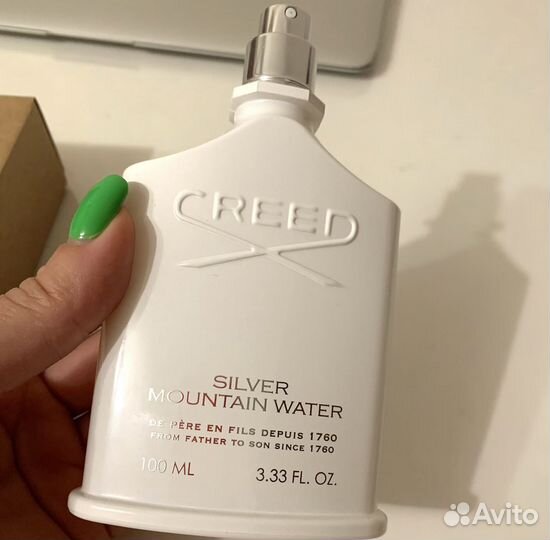 CREED
SILVER
MOUNTAIN WATER
DE PÈRE EN FILS DEPUIS 1760
FROM FATHER TO SON SINCE 1760
100 ML 3.33 FL. OZ.
Avito